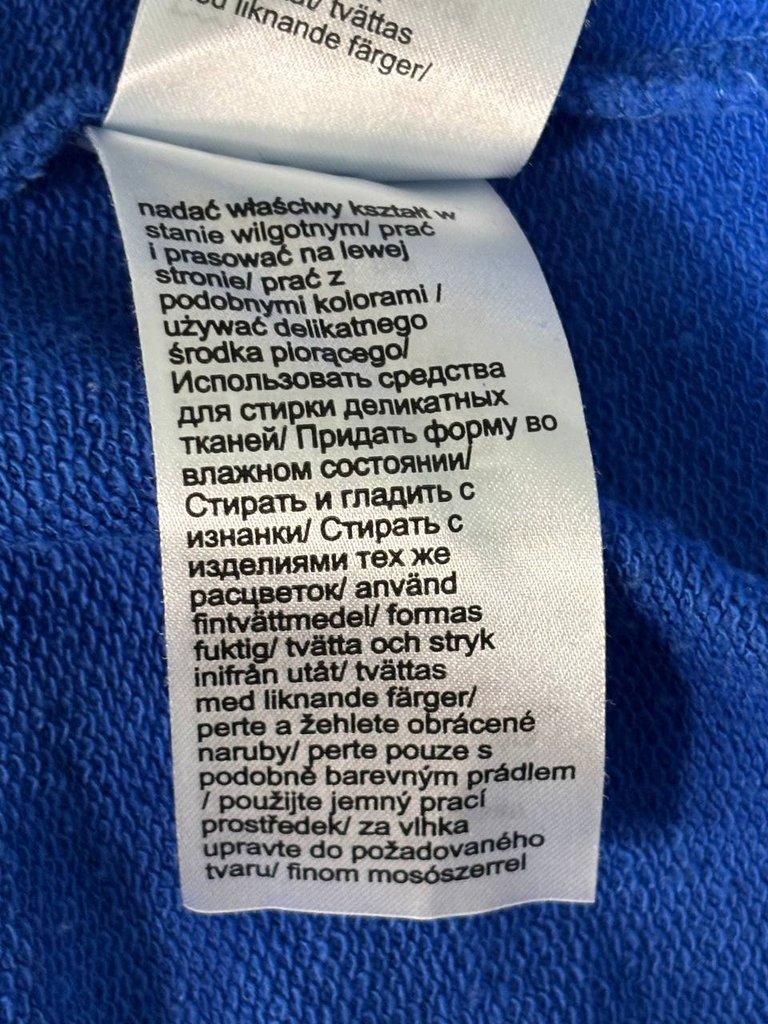 tvättas
med liknande färger/
nadać właściwy kształt w
stanie wilgotnym/ prać
i prasować na lewej
stronie/ prać z
podobnymi kolorami /
używać delikatnego
środka piorącego/
Использовать средства
для стирки деликатных
тканей/ Придать форму во
влажном состоянии/
Стирать и гладить с
изнанки/ Стирать с
изделиями тех же
расцветок/ använd
fintvättmedel/ formas
fuktig/ tvätta och stryk
inifrån utåt/ tvättas
med liknande färger/
perte a žehlete obrácené
naruby/ perte pouze s
podobně barevným prádlem
/ použijte jemný prací
prostředek/ za vlhka
upravte do požadovaného
tvaru/ finom mosószerrel